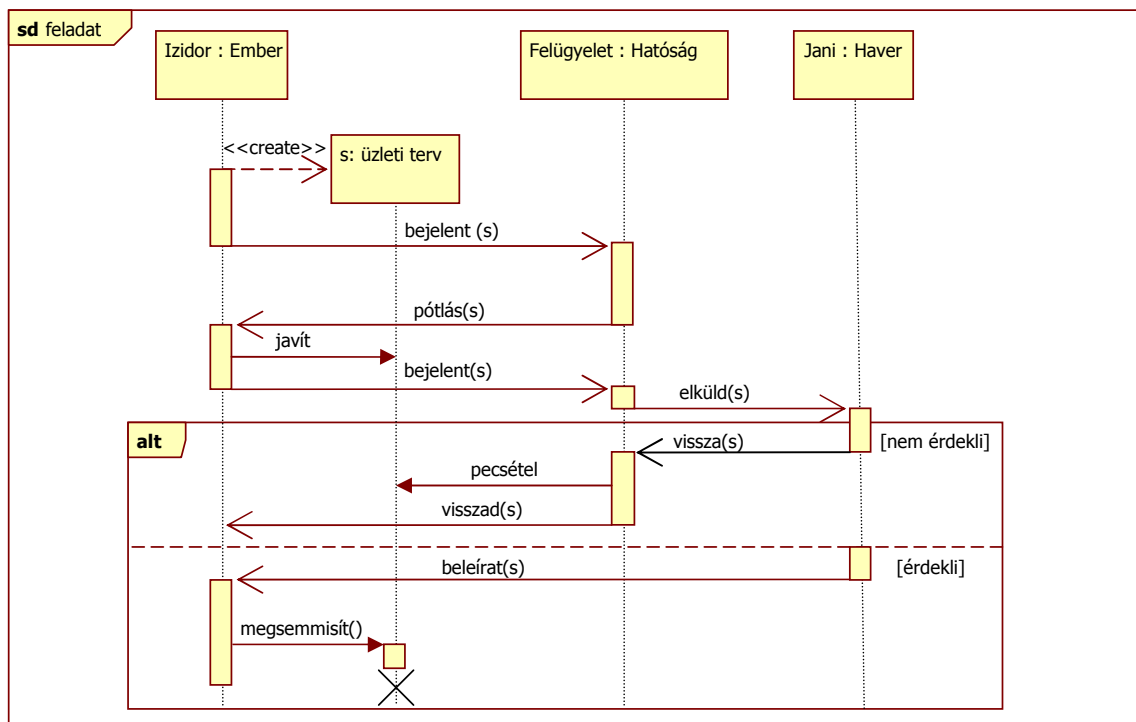 sd feladat
Izidor : Ember
Felügyelet : Hatóság
Jani : Haver
<<create>>
s: üzleti terv
bejelent (s)
pótlás(s)
javít
bejelent(s)
elküld(s)
alt
vissza(s)
[nem érdekli]
pecsétel
visszad(s)
beleírat(s)
[érdekli]
megsemmisít()